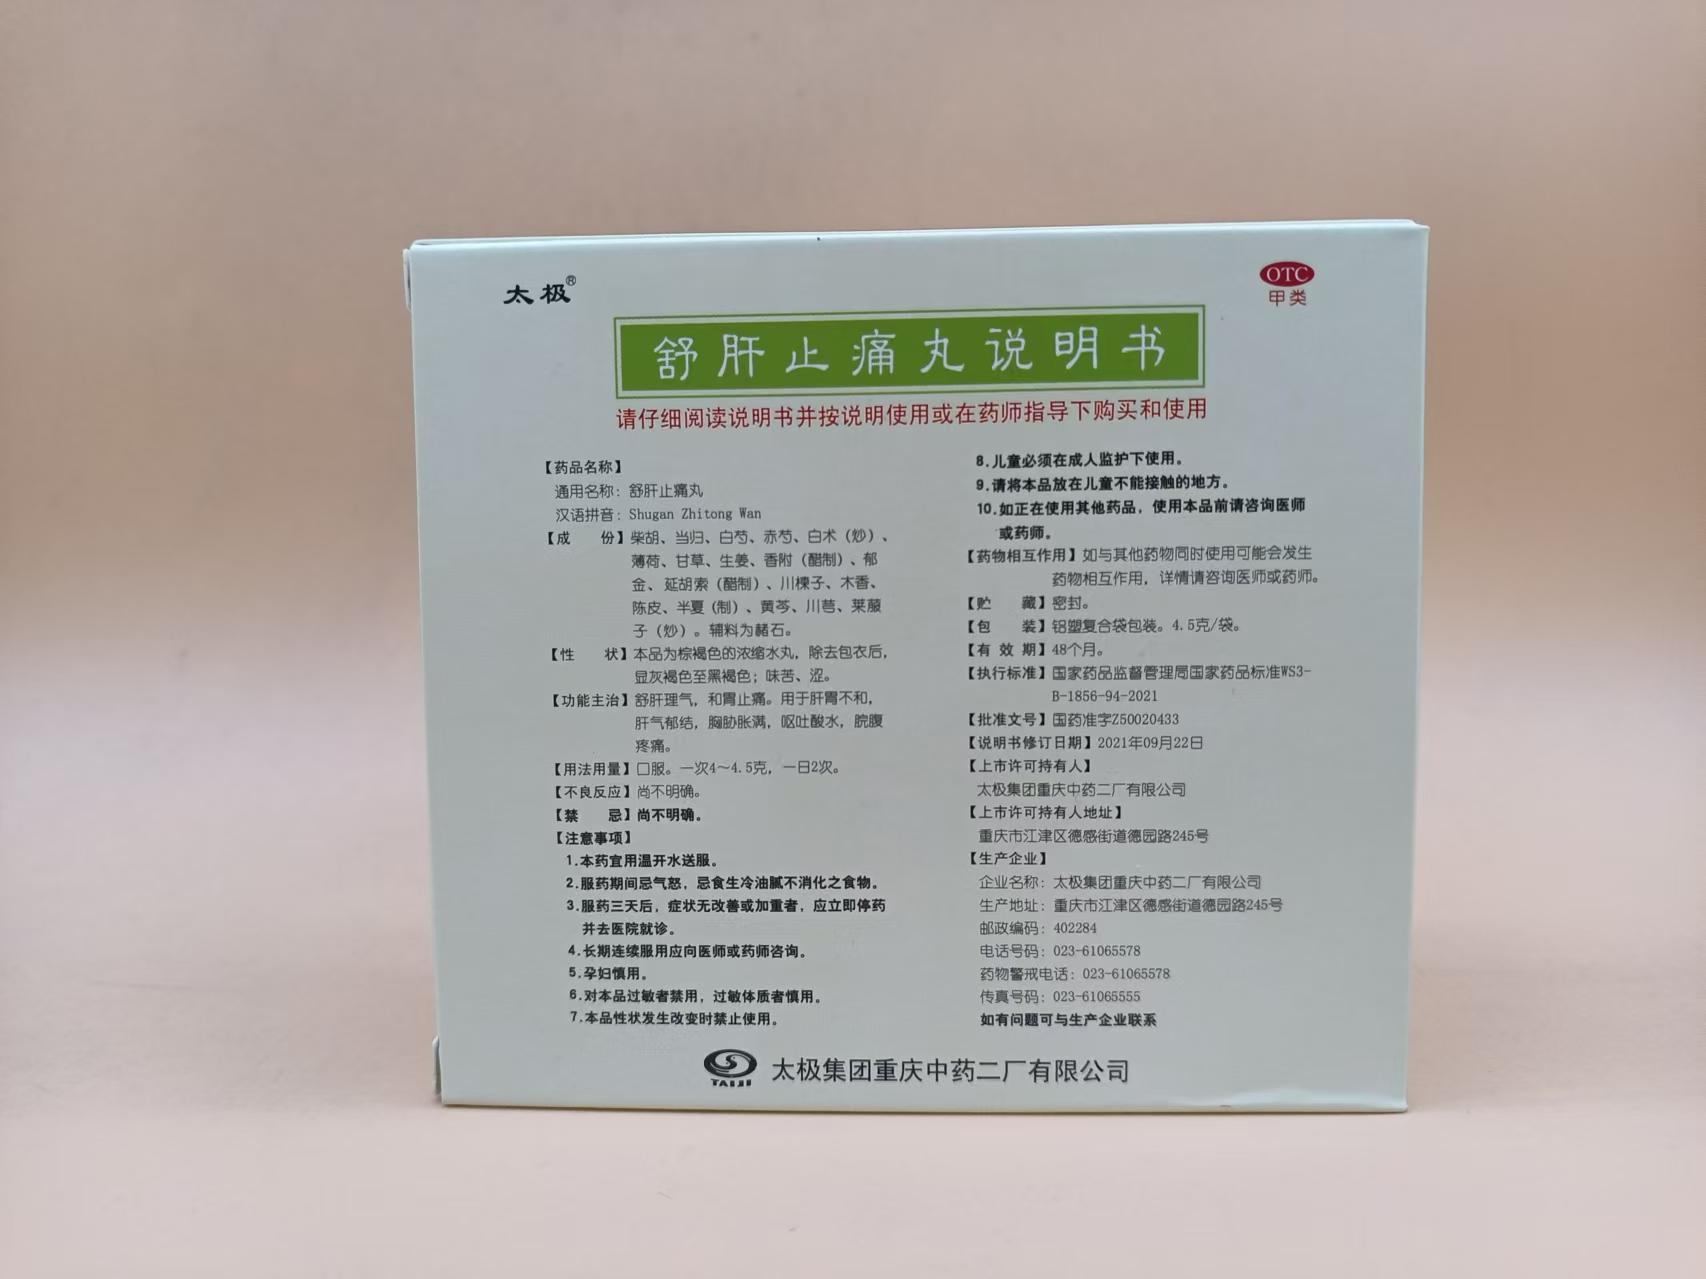 太极®
OTC
甲类
舒肝止痛丸说明书
请仔细阅读说明书并按说明使用或在药师指导下购买和使用
【药品名称】
通用名称：舒肝止痛丸
汉语拼音：Shugan Zhitong Wan
【成　　份】柴胡、当归、白芍、赤芍、白术（炒）、
薄荷、甘草、生姜、香附（醋制）、郁
金、延胡索（醋制）、川楝子、木香、
陈皮、半夏（制）、黄芩、川芎、莱菔
子（炒）。辅料为赭石。
【性　　状】本品为棕褐色的浓缩水丸，除去包衣后，
显灰褐色至黑褐色；味苦、涩。
【功能主治】舒肝理气，和胃止痛。用于肝胃不和，
肝气郁结，胸胁胀满，呕吐酸水，脘腹
疼痛。
【用法用量】口服。一次4～4.5克，一日2次。
【不良反应】尚不明确。
【禁　　忌】尚不明确。
【注意事项】
1.本药宜用温开水送服。
2.服药期间忌气怒，忌食生冷油腻不消化之食物。
3.服药三天后，症状无改善或加重者，应立即停药
并去医院就诊。
4.长期连续服用应向医师或药师咨询。
5.孕妇慎用。
6.对本品过敏者禁用，过敏体质者慎用。
7.本品性状发生改变时禁止使用。
8.儿童必须在成人监护下使用。
9.请将本品放在儿童不能接触的地方。
10.如正在使用其他药品，使用本品前请咨询医师
或药师。
【药物相互作用】如与其他药物同时使用可能会发生
药物相互作用，详情请咨询医师或药师。
【贮　　藏】密封。
【包　　装】铝塑复合袋包装。4.5克/袋。
【有 效 期】48个月。
【执行标准】国家药品监督管理局国家药品标准WS3-
B-1856-94-2021
【批准文号】国药准字Z50020433
【说明书修订日期】2021年09月22日
【上市许可持有人】
太极集团重庆中药二厂有限公司
【上市许可持有人地址】
重庆市江津区德感街道德园路245号
【生产企业】
企业名称：太极集团重庆中药二厂有限公司
生产地址：重庆市江津区德感街道德园路245号
邮政编码：402284
电话号码：023-61065578
药物警戒电话：023-61065578
传真号码：023-61065555
如有问题可与生产企业联系
TAIJI
太极集团重庆中药二厂有限公司